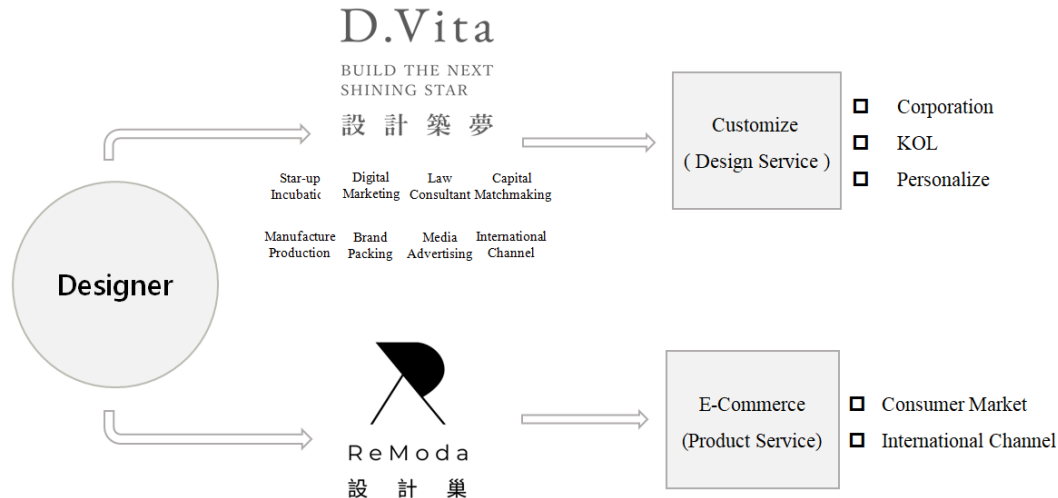 D.Vita
BUILD THE NEXT
SHINING STAR
設計築夢
Star-up
Incubatic
Digital
Marketing
Law
Consultant
Capital
Matchmaking
Manufacture
Production
Brand
Packing
Media
Advertising
International
Channel
Customize
( Design Service )
Corporation
KOL
Personalize
Designer
ReModa
設計巢
E-Commerce
(Product Service)
Consumer Market
International Channel